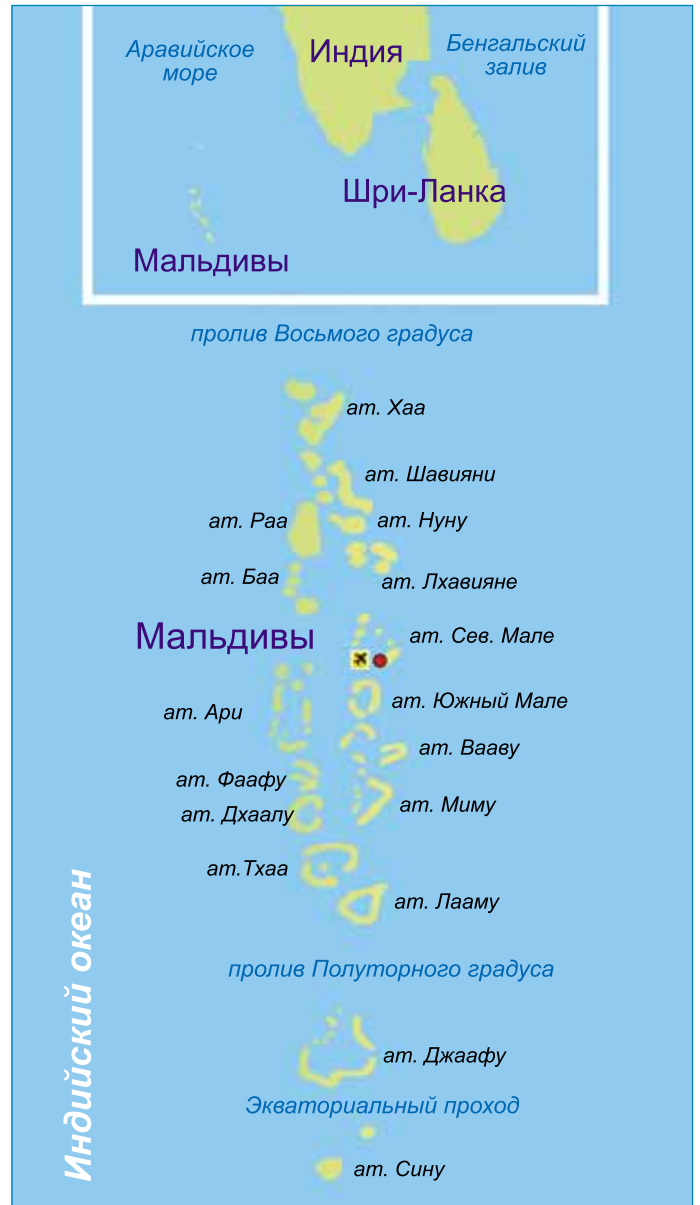 Аравийское
море
Индия
Бенгальский
залив
Шри-Ланка
Мальдивы
пролив Восьмого градуса
ат. Хаа
ат. Шавияни
ат. Раа
ат. Нуну
ат. Баа
ат. Лхавияне
Мальдивы
ат. Сев. Мале
ат. Ари
ат. Южный Мале
ат. Вааву
ат. Фаафу
ат. Миму
ат. Дхаалу
ат.Тхаа
ат. Лааму
Индийский океан
пролив Полуторного градуса
ат. Джаафу
Экваториальный проход
ат. Сину